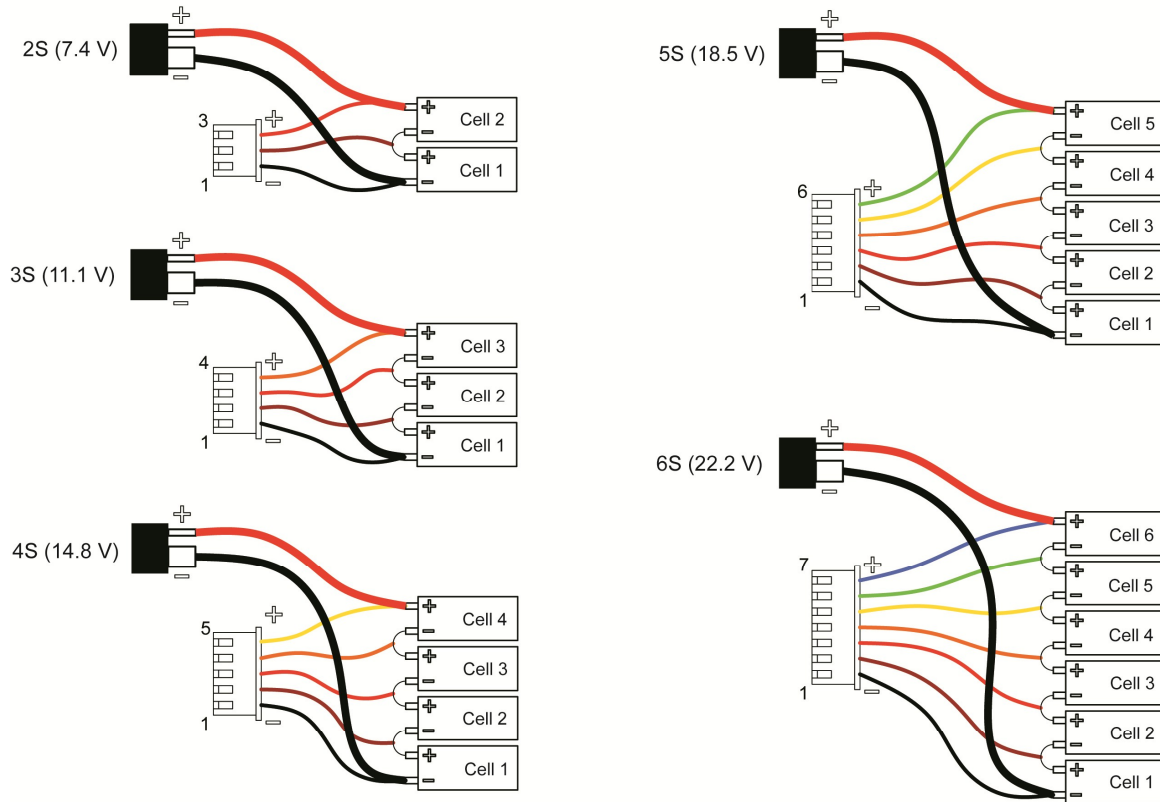 2S (7.4 V)
+
−
3
1
+
−
+
−
Cell 2
+
−
Cell 1
3S (11.1 V)
+
−
4
1
+
−
+
−
Cell 3
+
−
Cell 2
+
−
Cell 1
4S (14.8 V)
+
−
5
1
+
−
+
−
Cell 4
+
−
Cell 3
+
−
Cell 2
+
−
Cell 1
5S (18.5 V)
+
−
6
1
+
−
+
−
Cell 5
+
−
Cell 4
+
−
Cell 3
+
−
Cell 2
+
−
Cell 1
6S (22.2 V)
+
−
7
1
+
−
+
−
Cell 6
+
−
Cell 5
+
−
Cell 4
+
−
Cell 3
+
−
Cell 2
+
−
Cell 1